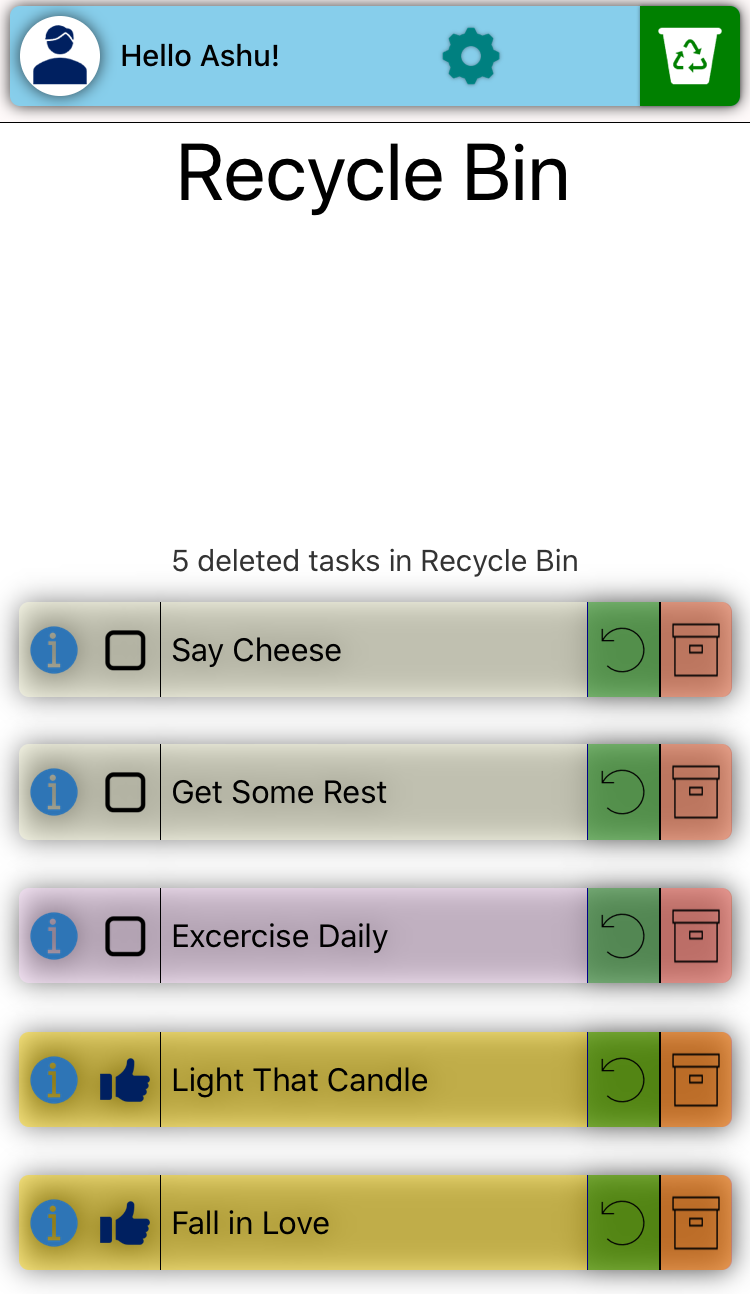 Hello Ashu!
Recycle Bin
5 deleted tasks in Recycle Bin
Say Cheese
Get Some Rest
Excercise Daily
Light That Candle
Fall in Love